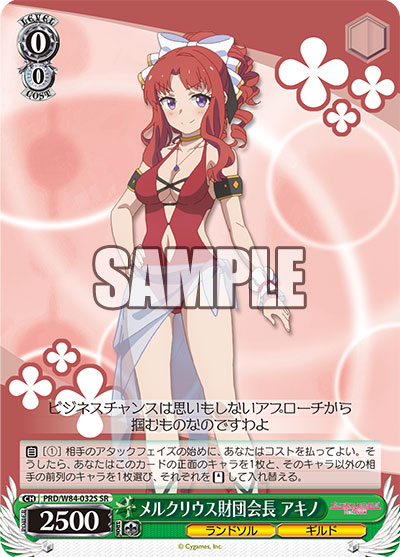 LEVEL
0
0
COST
SAMPLE
ビジネスチャンスは思いもしないアプローチから
掴むものなのですわよ
【自】［①］ 相手のアタックフェイズの始めに、あなたはコストを払ってよい。そ
うしたら、あなたはこのカードの正面のキャラを1枚と、そのキャラ以外の相
手の前列のキャラを1枚選び、それぞれを【↑】して入れ替える。
CH PRD/W84-032S SR
2500
メルクリウス財団会長 アキノ
ランドソル
ギルド
© Cygames, Inc.